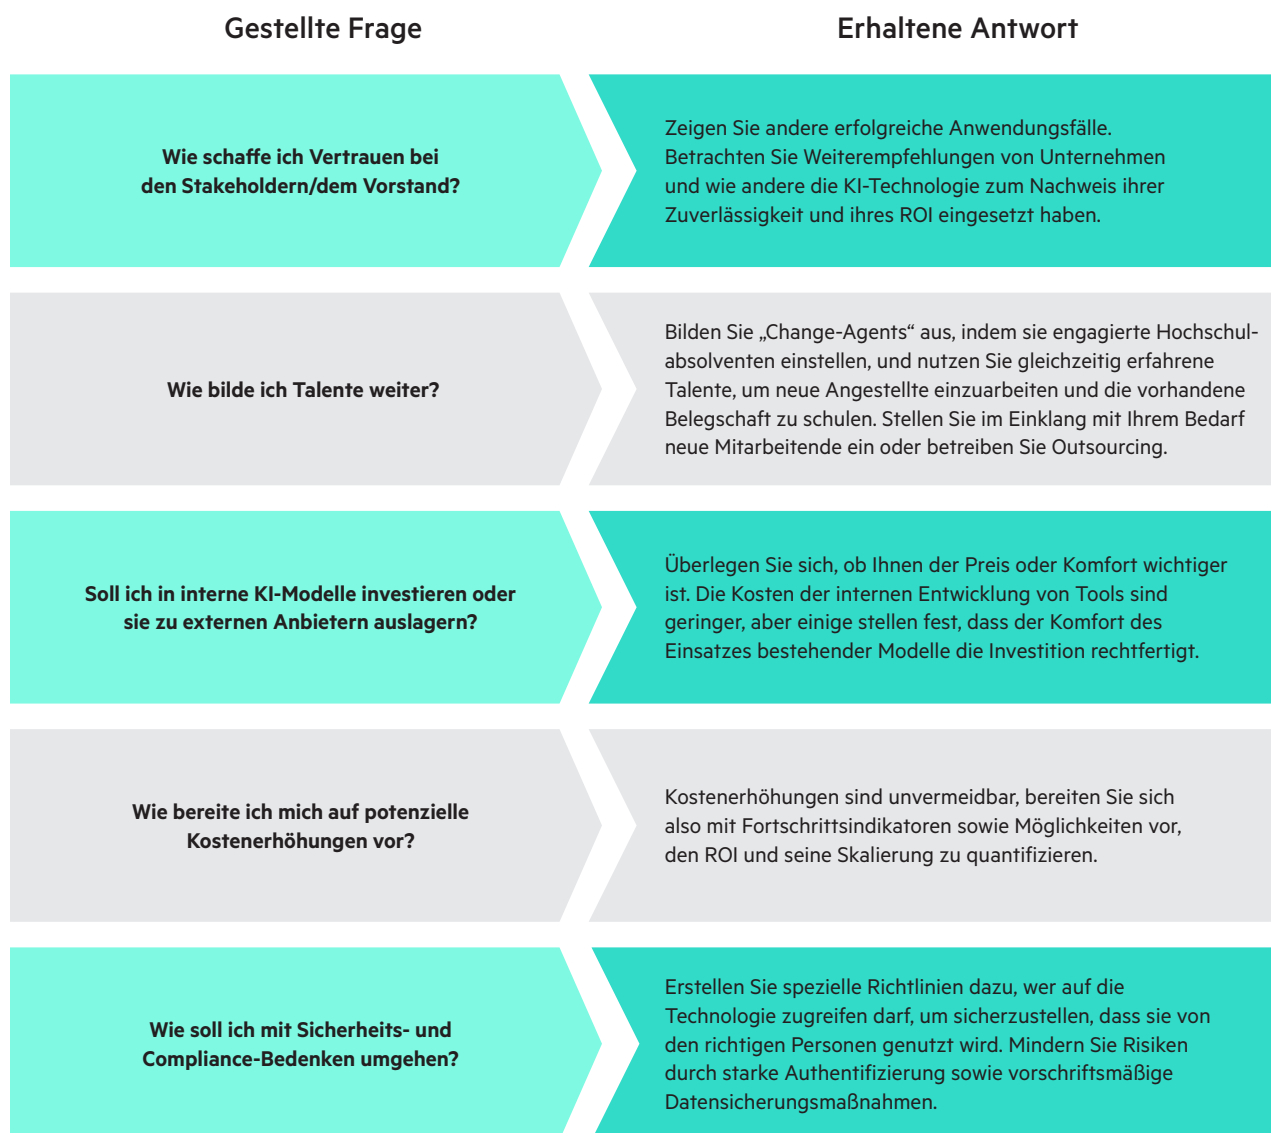 Gestellte Frage
Erhaltene Antwort
Wie schaffe ich Vertrauen bei
den Stakeholdern/dem Vorstand?
Zeigen Sie andere erfolgreiche Anwendungsfälle.
Betrachten Sie Weiterempfehlungen von Unternehmen
und wie andere die KI-Technologie zum Nachweis ihrer
Zuverlässigkeit und ihres ROI eingesetzt haben.
Wie bilde ich Talente weiter?
Bilden Sie „Change-Agents“ aus, indem sie engagierte Hochschul-
absolventen einstellen, und nutzen Sie gleichzeitig erfahrene
Talente, um neue Angestellte einzuarbeiten und die vorhandene
Belegschaft zu schulen. Stellen Sie im Einklang mit Ihrem Bedarf
neue Mitarbeitende ein oder betreiben Sie Outsourcing.
Soll ich in interne KI-Modelle investieren oder
sie zu externen Anbietern auslagern?
Überlegen Sie sich, ob Ihnen der Preis oder Komfort wichtiger
ist. Die Kosten der internen Entwicklung von Tools sind
geringer, aber einige stellen fest, dass der Komfort des
Einsatzes bestehender Modelle die Investition rechtfertigt.
Wie bereite ich mich auf potenzielle
Kostenerhöhungen vor?
Kostenerhöhungen sind unvermeidbar, bereiten Sie sich
also mit Fortschrittsindikatoren sowie Möglichkeiten vor,
den ROI und seine Skalierung zu quantifizieren.
Wie soll ich mit Sicherheits- und
Compliance-Bedenken umgehen?
Erstellen Sie spezielle Richtlinien dazu, wer auf die
Technologie zugreifen darf, um sicherzustellen, dass sie von
den richtigen Personen genutzt wird. Mindern Sie Risiken
durch starke Authentifizierung sowie vorschriftsmäßige
Datensicherungsmaßnahmen.